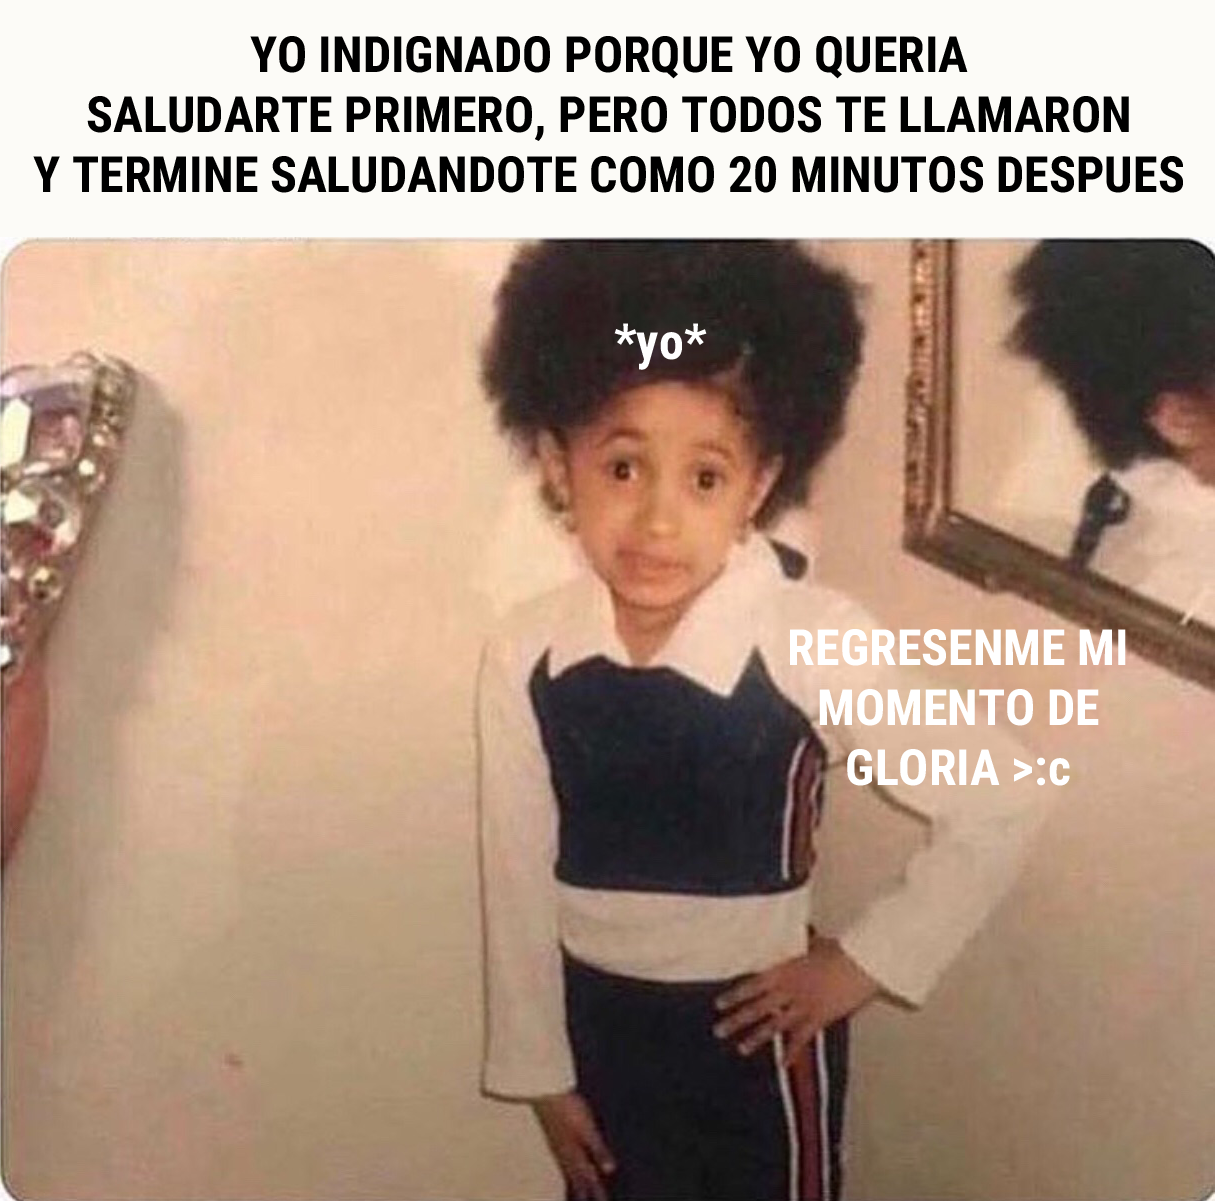 YO INDIGNADO PORQUE YO QUERIA
SALUDARTE PRIMERO, PERO TODOS TE LLAMARON
Y TERMINE SALUDANDOTE COMO 20 MINUTOS DESPUES
*yo*
REGRESENME MI
MOMENTO DE
GLORIA >:c